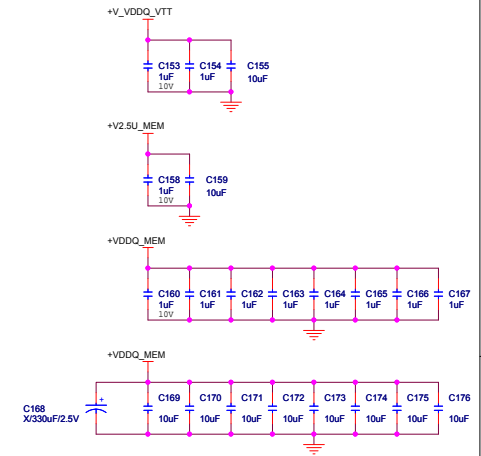 +V_VDDQ_VTT
C153 C154 C155
1uF 1uF 10uF
10V
+V2.5U_MEM
C158 C159
1uF 10uF
10V
+VDDQ_MEM
C160 C161 C162 C163 C164 C165 C166 C167
1uF 1uF 1uF 1uF 1uF 1uF 1uF 1uF
10V
+VDDQ_MEM
+
C169 C170 C171 C172 C173 C174 C175 C176
C168
X/330uF/2.5V 10uF 10uF 10uF 10uF 10uF 10uF 10uF 10uF